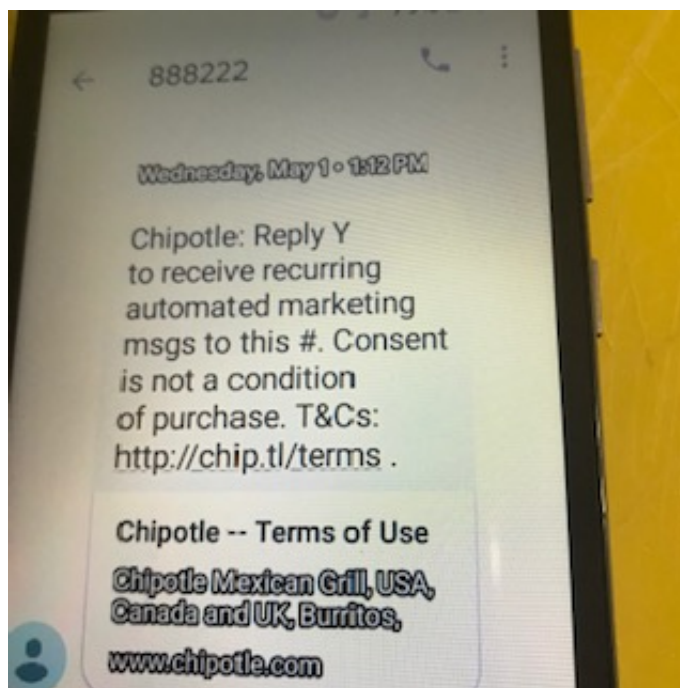 888222
Wednesday, May 1 • 1:12 PM
Chipotle: Reply Y
to receive recurring
automated marketing
msgs to this #. Consent
is not a condition
of purchase. T&Cs:
http://chip.tl/terms .
Chipotle -- Terms of Use
Chipotle Mexican Grill, USA,
Canada and UK, Burritos,
www.chipotle.com